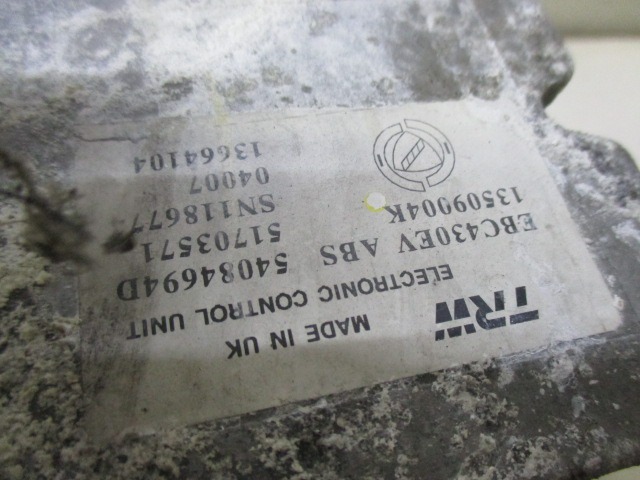 TRW MADE IN UK
ELECTRONIC CONTROL UNIT
EBC430EV ABS 54084694D
13509004K 51703571
SN118677
04007
13664104